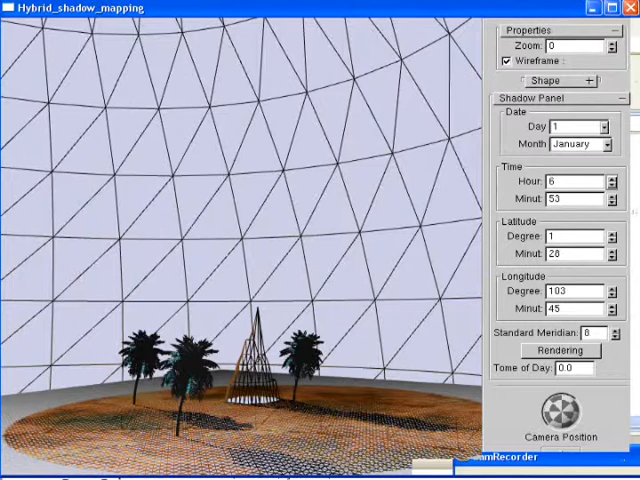 Hybrid_shadow_mapping
Properties
Zoom: 0
Wireframe :
Shape
Shadow Panel
Date
Day 1
Month January
Time
Hour: 6
Minut: 53
Latitude
Degree: 1
Minut: 28
Longitude
Degree: 103
Minut: 45
Standard Meridian: 8
Rendering
Tome of Day: 0.0
Camera Position
CamRecorder